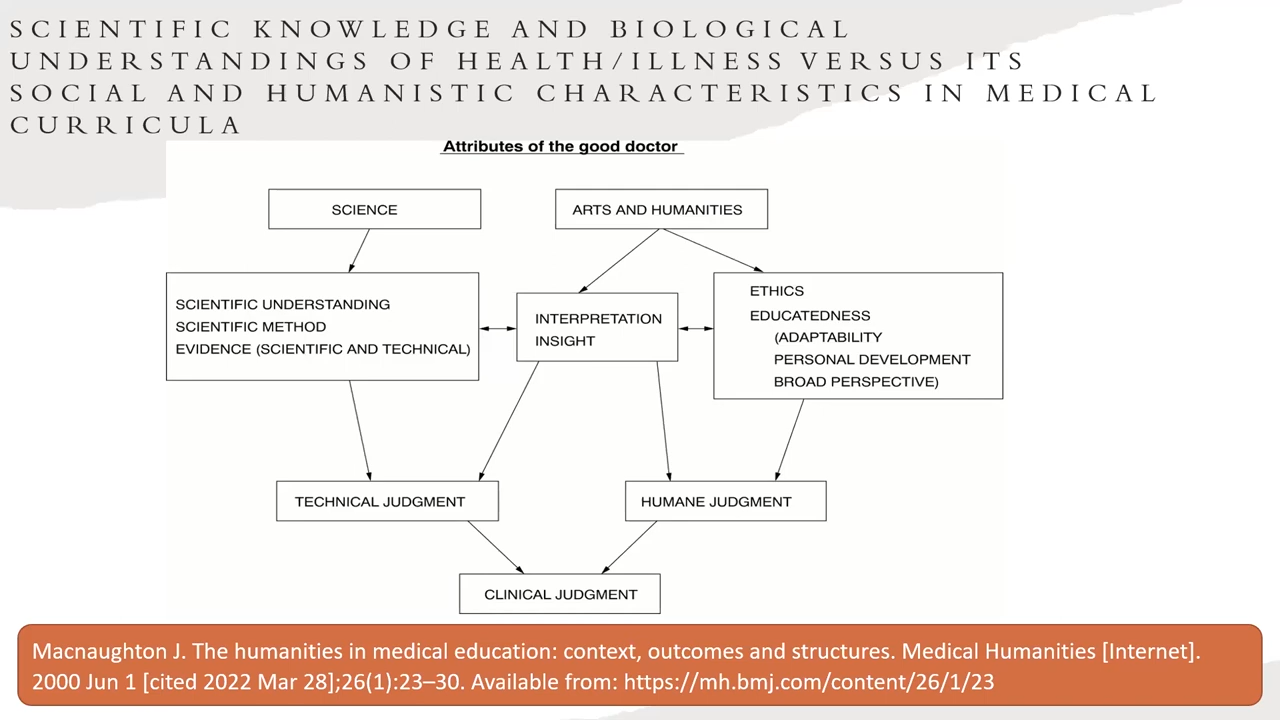 SCIENTIFIC KNOWLEDGE AND BIOLOGICAL
UNDERSTANDINGS OF HEALTH/ILLNESS VERSUS ITS
SOCIAL AND HUMANISTIC CHARACTERISTICS IN MEDICAL
CURRICULA
Attributes of the good doctor
SCIENCE
ARTS AND HUMANITIES
SCIENTIFIC UNDERSTANDING
SCIENTIFIC METHOD
EVIDENCE (SCIENTIFIC AND TECHNICAL)
INTERPRETATION
INSIGHT
ETHICS
EDUCATEDNESS
(ADAPTABILITY
PERSONAL DEVELOPMENT
BROAD PERSPECTIVE)
TECHNICAL JUDGMENT
HUMANE JUDGMENT
CLINICAL JUDGMENT
Macnaughton J. The humanities in medical education: context, outcomes and structures. Medical Humanities [Internet].
2000 Jun 1 [cited 2022 Mar 28];26(1):23–30. Available from: https://mh.bmj.com/content/26/1/23